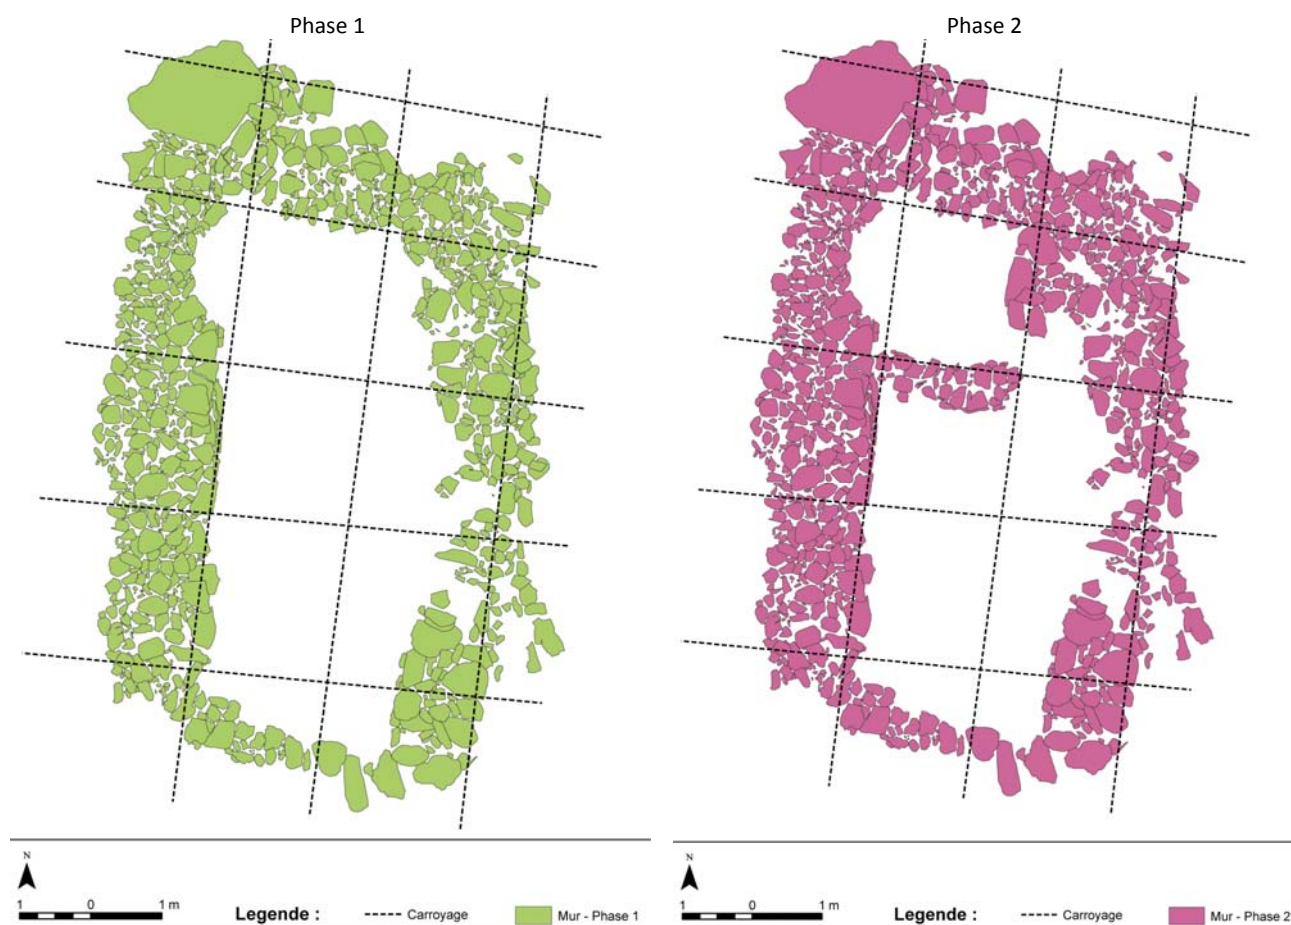 Phase 1
Phase 2
N
1 0 1 m
Legende :
Carroyage
Mur - Phase 1
N
1 0 1 m
Legende :
Carroyage
Mur - Phase 2